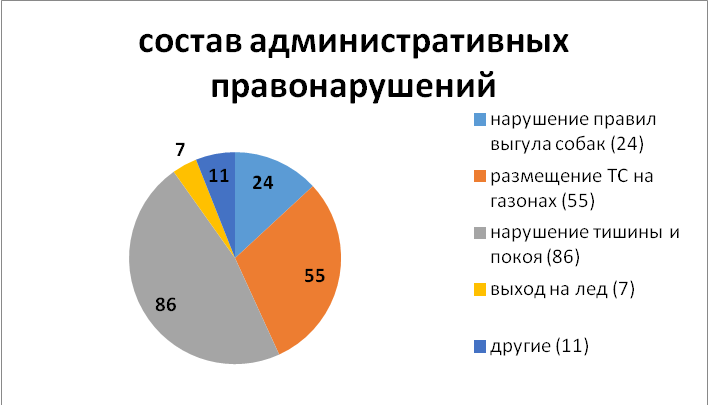 состав административных
правонарушений
7
11
24
55
86
нарушение правил
выгула собак (24)
размещение ТС на
газонах (55)
нарушение тишины и
покоя (86)
выход на лед (7)
другие (11)